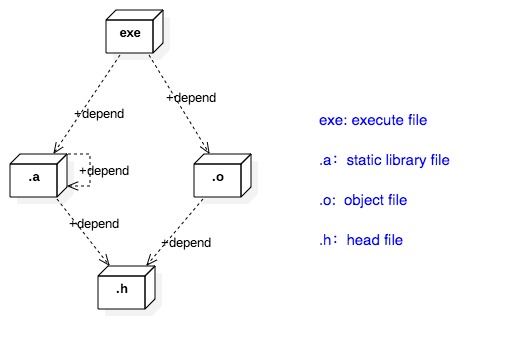 exe
+depend
+depend
exe: execute file
.a：static library file
.a
+depend
.o
.o: object file
+depend
+depend
.h：head file
.h